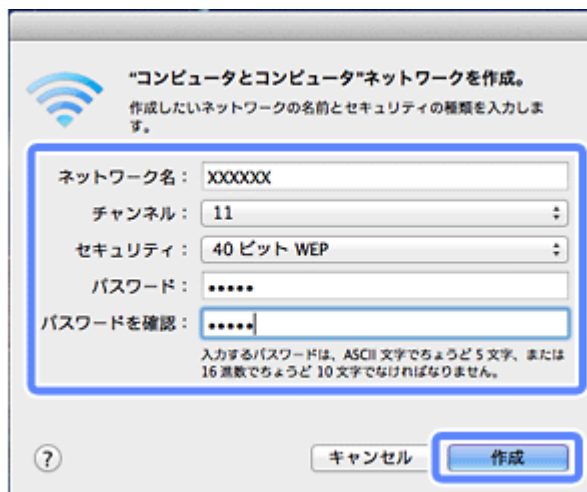 “コンピュータとコンピュータ”ネットワークを作成。
作成したいネットワークの名前とセキュリティの種類を入力しま
す。
ネットワーク名： XXXXXX
チャンネル： 11
セキュリティ： 40 ビット WEP
パスワード： •••••
パスワードを確認： •••••
入力するパスワードは、ASCII 文字でちょうど 5 文字、または
16 進数でちょうど 10 文字でなければなりません。
? キャンセル 作成